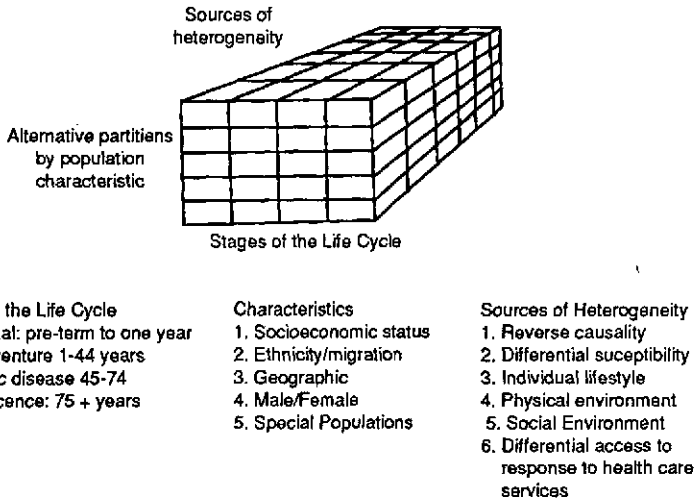 Sources of
heterogeneity
Alternative partitiens
by population
characteristic
Stages of the Life Cycle
the Life Cycle
al: pre-term to one year
enture 1-44 years
c disease 45-74
cence: 75 + years
Characteristics
1. Socioeconomic status
2. Ethnicity/migration
3. Geographic
4. Male/Female
5. Special Populations
Sources of Heterogeneity
1. Reverse causality
2. Differential suceptibility
3. Individual lifestyle
4. Physical environment
5. Social Environment
6. Differential access to
response to health care
services